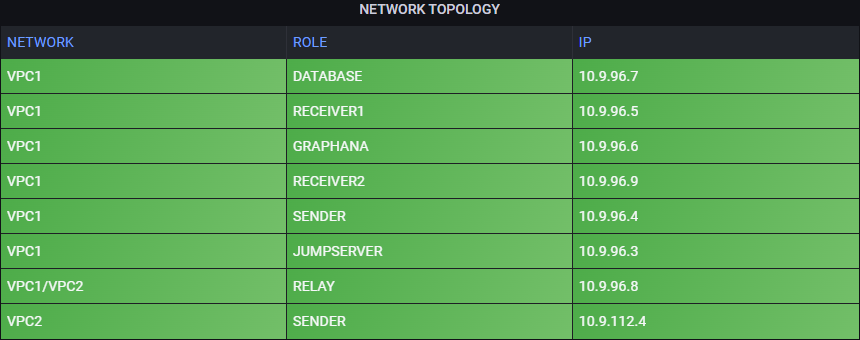 NETWORK TOPOLOGY
NETWORK ROLE IP
VPC1 DATABASE 10.9.96.7
VPC1 RECEIVER1 10.9.96.5
VPC1 GRAPHANA 10.9.96.6
VPC1 RECEIVER2 10.9.96.9
VPC1 SENDER 10.9.96.4
VPC1 JUMPSERVER 10.9.96.3
VPC1/VPC2 RELAY 10.9.96.8
VPC2 SENDER 10.9.112.4